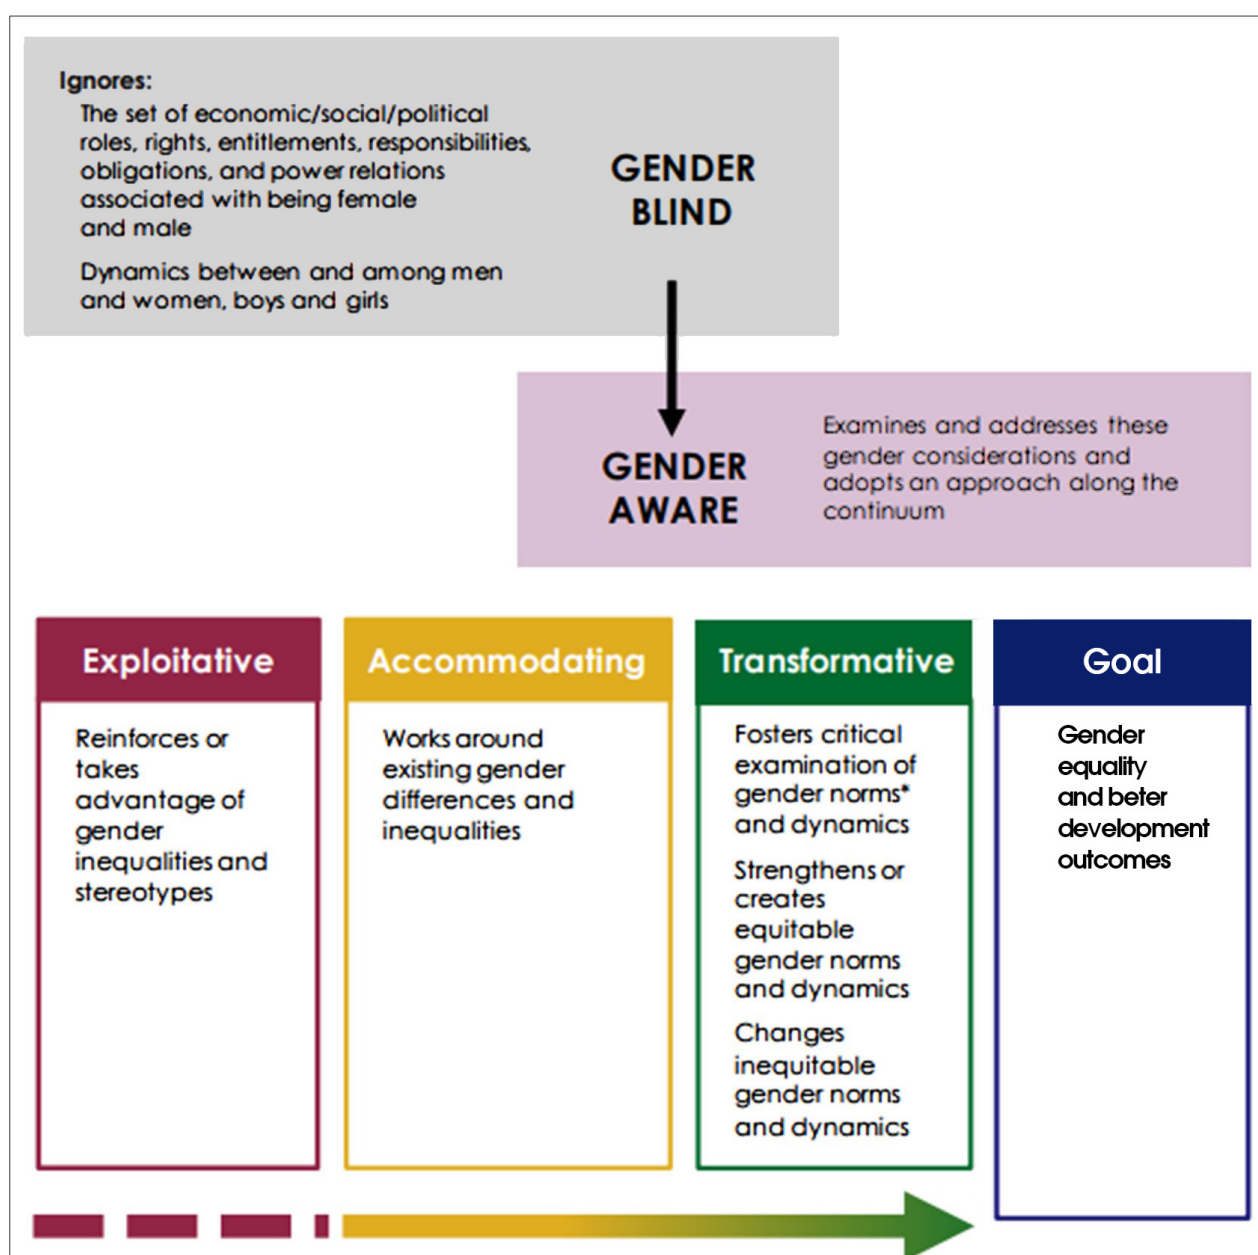 Ignores:
The set of economic/social/political
roles, rights, entitlements, responsibilities,
obligations, and power relations
associated with being female
and male
Dynamics between and among men
and women, boys and girls
GENDER
BLIND
GENDER
AWARE
Examines and addresses these
gender considerations and
adopts an approach along the
continuum
Exploitative
Reinforces or
takes
advantage of
gender
inequalities and
stereotypes
Accommodating
Works around
existing gender
differences and
inequalities
Transformative
Fosters critical
examination of
gender norms*
and dynamics
Strengthens or
creates
equitable
gender norms
and dynamics
Changes
inequitable
gender norms
and dynamics
Goal
Gender
equality
and beter
development
outcomes